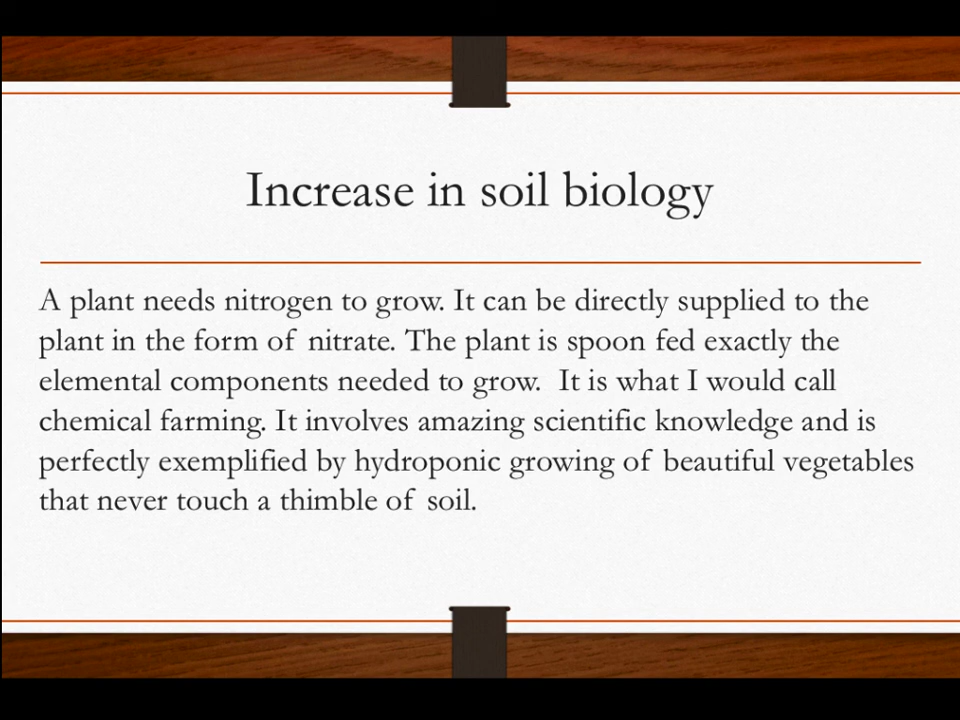 Increase in soil biology
A plant needs nitrogen to grow. It can be directly supplied to the
plant in the form of nitrate. The plant is spoon fed exactly the
elemental components needed to grow.  It is what I would call
chemical farming. It involves amazing scientific knowledge and is
perfectly exemplified by hydroponic growing of beautiful vegetables
that never touch a thimble of soil.